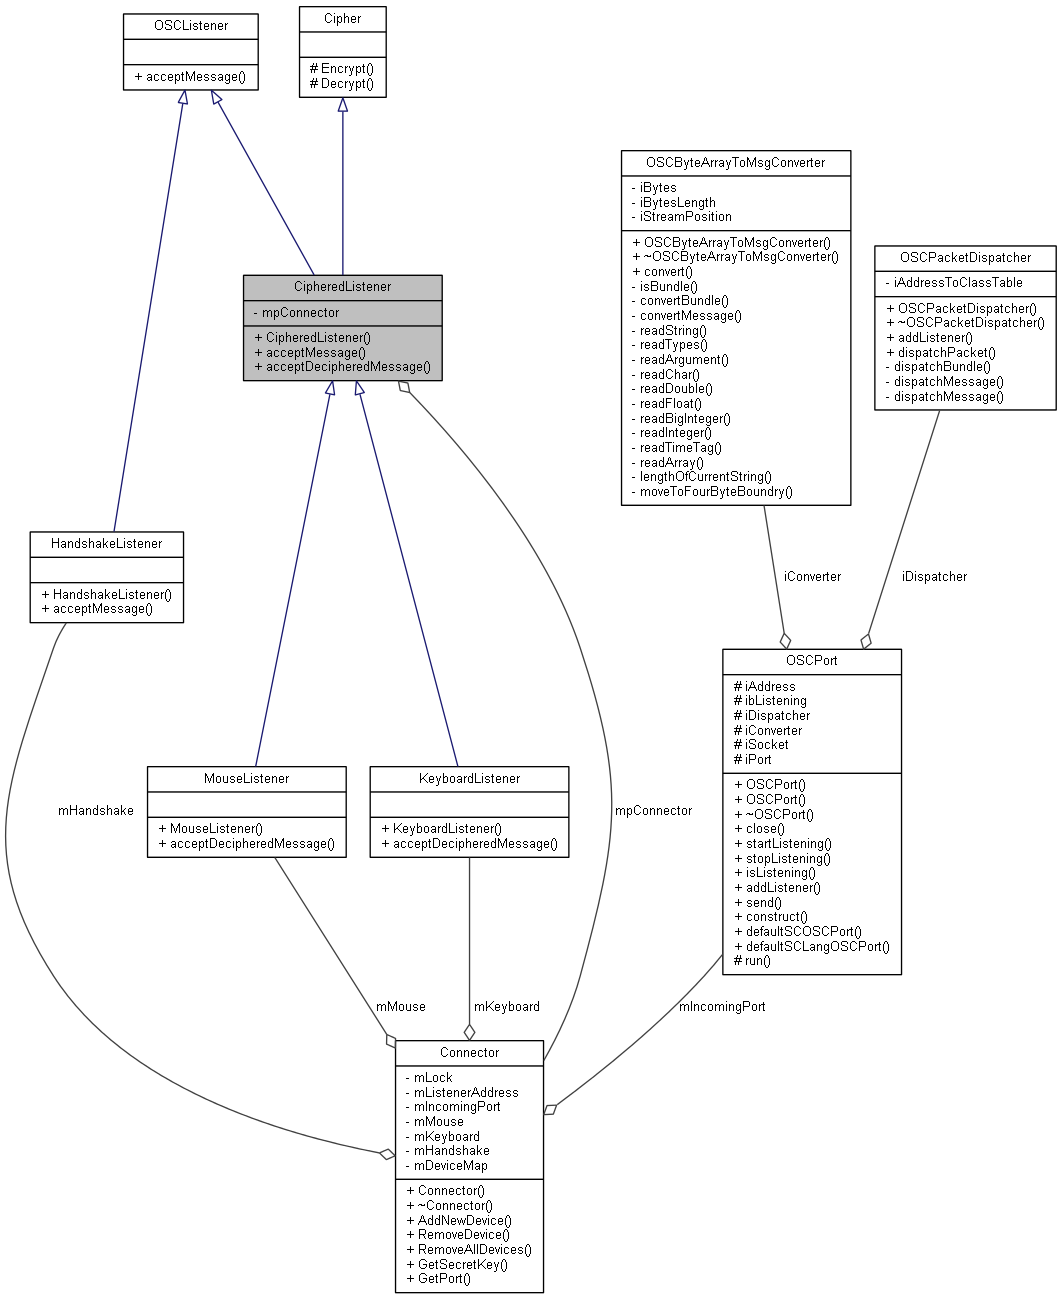 OSCListener
+ acceptMessage()
Cipher
# Encrypt()
# Decrypt()
OSCByteArrayToMsgConverter
- iBytes
- iBytesLength
- iStreamPosition
+ OSCByteArrayToMsgConverter()
+ ~OSCByteArrayToMsgConverter()
+ convert()
- isBundle()
- convertBundle()
- convertMessage()
- readString()
- readTypes()
- readArgument()
- readChar()
- readDouble()
- readFloat()
- readBigInteger()
- readInteger()
- readTimeTag()
- readArray()
- lengthOfCurrentString()
- moveToFourByteBoundry()
OSCPacketDispatcher
- iAddressToClassTable
+ OSCPacketDispatcher()
+ ~OSCPacketDispatcher()
+ addListener()
+ dispatchPacket()
- dispatchBundle()
- dispatchMessage()
- dispatchMessage()
CipheredListener
- mpConnector
+ CipheredListener()
+ acceptMessage()
+ acceptDecipheredMessage()
HandshakeListener
+ HandshakeListener()
+ acceptMessage()
iConverter
iDispatcher
OSCPort
# iAddress
# ibListening
# iDispatcher
# iConverter
# iSocket
# iPort
+ OSCPort()
+ OSCPort()
+ ~OSCPort()
+ close()
+ startListening()
+ stopListening()
+ isListening()
+ addListener()
+ send()
+ construct()
+ defaultSCOSCPort()
+ defaultSCLangOSCPort()
# run()
MouseListener
+ MouseListener()
+ acceptDecipheredMessage()
KeyboardListener
+ KeyboardListener()
+ acceptDecipheredMessage()
mHandshake
mpConnector
mMouse
mKeyboard
mIncomingPort
Connector
- mLock
- mListenerAddress
- mIncomingPort
- mMouse
- mKeyboard
- mHandshake
- mDeviceMap
+ Connector()
+ ~Connector()
+ AddNewDevice()
+ RemoveDevice()
+ RemoveAllDevices()
+ GetSecretKey()
+ GetPort()